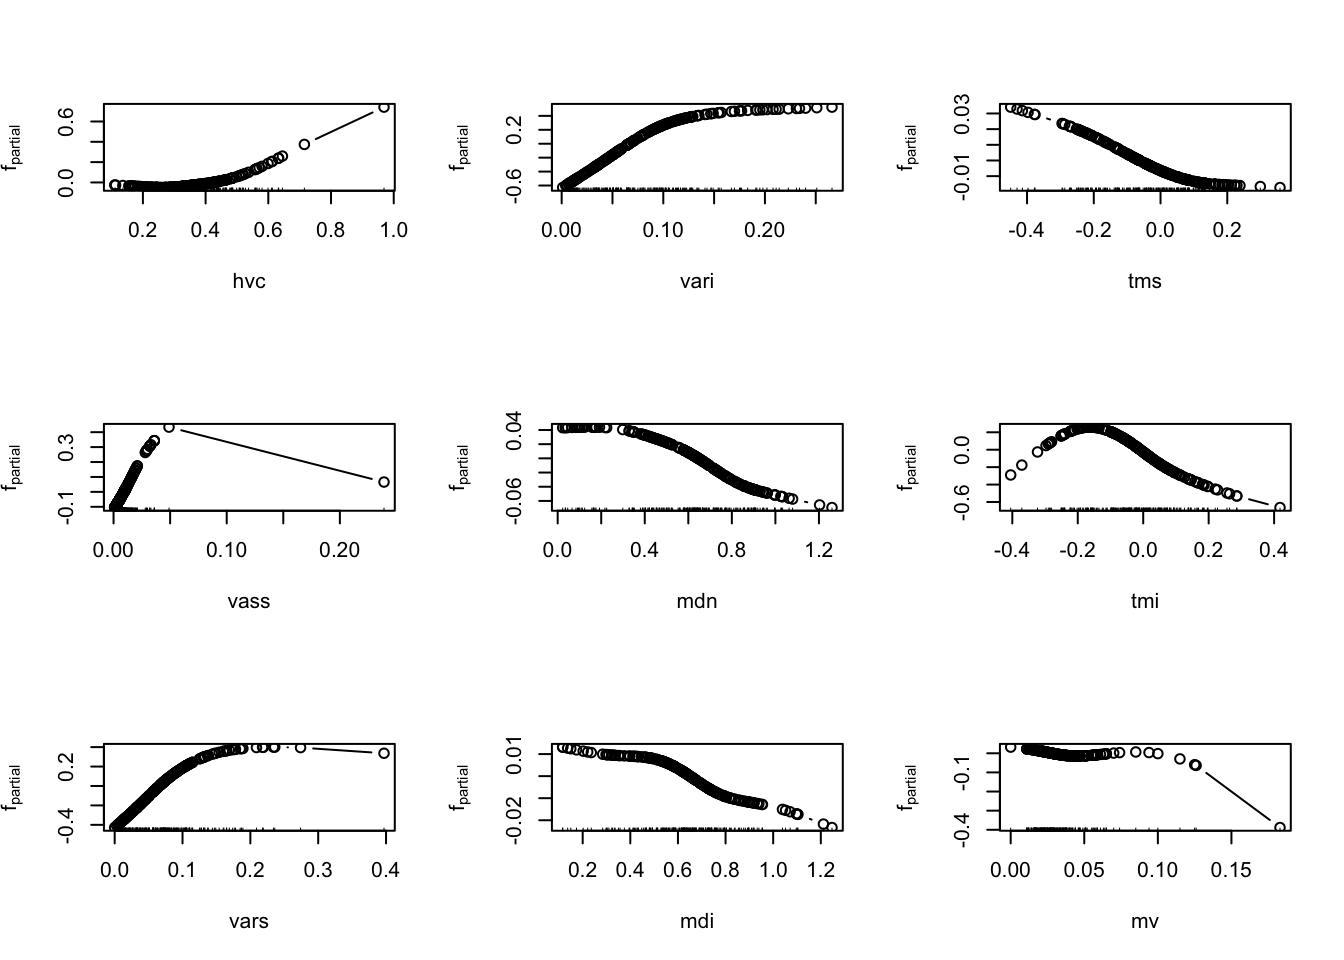 fpartial
0.6
0.0
0.2 0.4 0.6 0.8 1.0
hvc
fpartial
0.2
-0.6
0.00 0.10 0.20
vari
fpartial
0.03
-0.01
-0.4 -0.2 0.0 0.2
tms
fpartial
0.3
-0.1
0.00 0.10 0.20
vass
fpartial
0.04
-0.06
0.0 0.4 0.8 1.2
mdn
fpartial
0.0
-0.6
-0.4 -0.2 0.0 0.2 0.4
tmi
fpartial
0.2
-0.4
0.0 0.1 0.2 0.3 0.4
vars
fpartial
0.01
-0.02
0.2 0.4 0.6 0.8 1.0 1.2
mdi
fpartial
-0.1
-0.4
0.00 0.05 0.10 0.15
mv